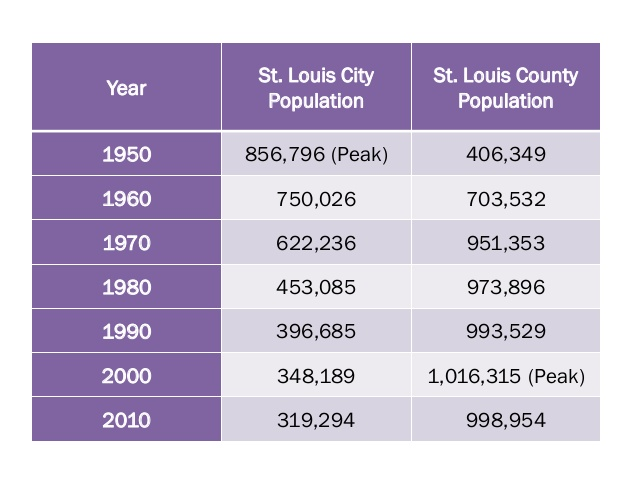 Year St. Louis City Population St. Louis County Population
1950 856,796 (Peak) 406,349
1960 750,026 703,532
1970 622,236 951,353
1980 453,085 973,896
1990 396,685 993,529
2000 348,189 1,016,315 (Peak)
2010 319,294 998,954